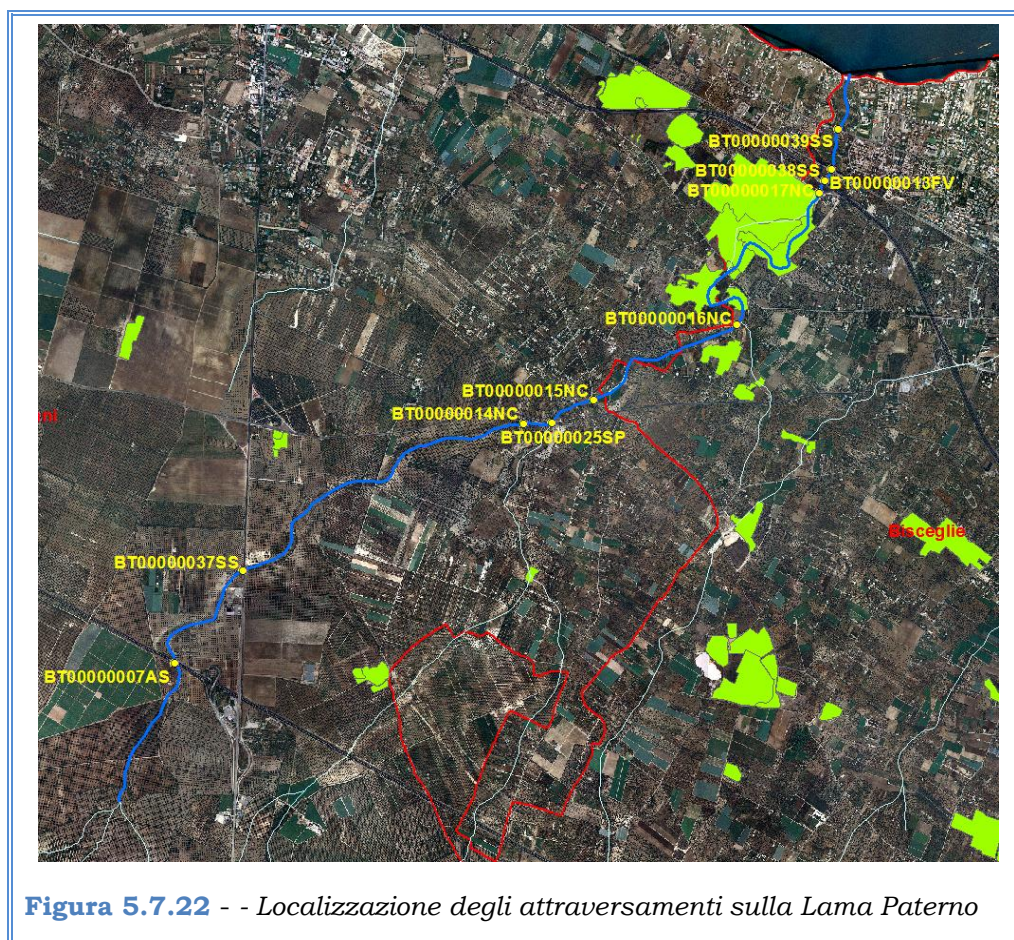 BT00000039SS
BT00000038SS
BT00000013FV
BT00000017NC
BT00000016NC
BT00000015NC
BT00000014NC
ani
BT00000025SP
Bisceglie
BT00000037SS
BT00000007AS
Figura 5.7.22 - - Localizzazione degli attraversamenti sulla Lama Paterno